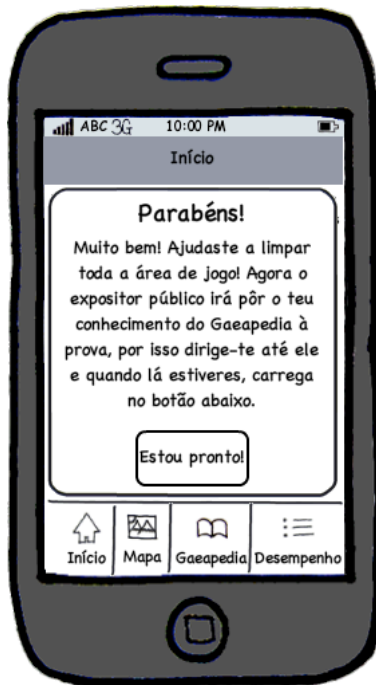 ABC 3G 10:00 PM
Início
Parabéns!
Muito bem! Ajudaste a limpar
toda a área de jogo! Agora o
expositor público irá pôr o teu
conhecimento do Gaeapedia à
prova, por isso dirige-te até ele
e quando lá estiveres, carrega
no botão abaixo.
Estou pronto!
Início Mapa Gaeapedia Desempenho